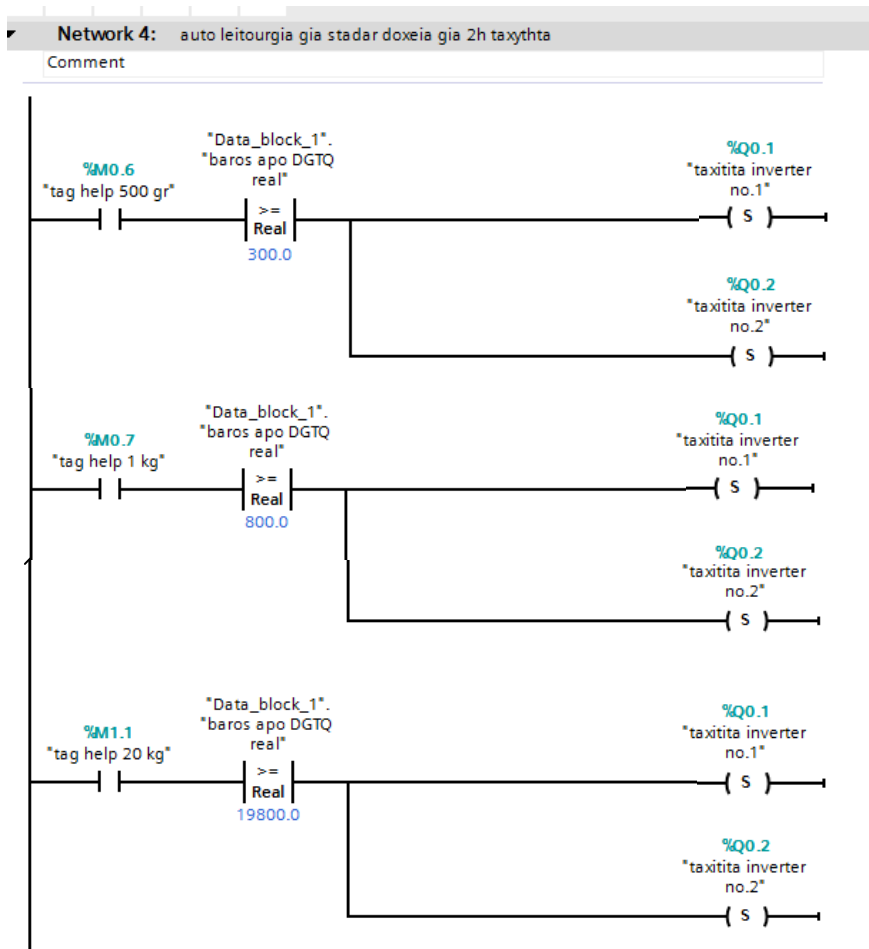 Network 4: auto leitourgia gia stadar doxeia gia 2h taxythta
Comment
"Data_block_1".
"baros apo DGTQ
real"
%M0.6
"tag help 500 gr"
>=
Real
300.0
%Q0.1
"taxitita inverter
no.1"
( S )
%Q0.2
"taxitita inverter
no.2"
( S )
"Data_block_1".
"baros apo DGTQ
real"
%M0.7
"tag help 1 kg"
>=
Real
800.0
%Q0.1
"taxitita inverter
no.1"
( S )
%Q0.2
"taxitita inverter
no.2"
( S )
"Data_block_1".
"baros apo DGTQ
real"
%M1.1
"tag help 20 kg"
>=
Real
19800.0
%Q0.1
"taxitita inverter
no.1"
( S )
%Q0.2
"taxitita inverter
no.2"
( S )